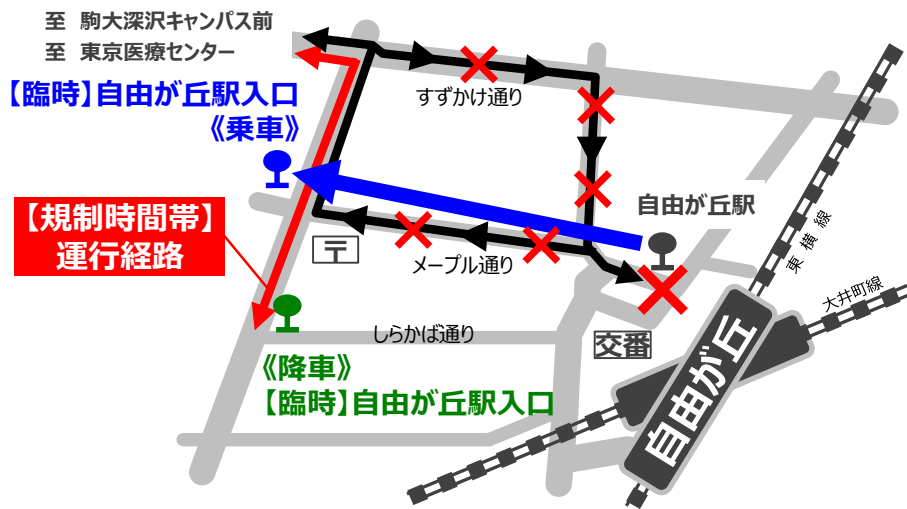 至 駒大深沢キャンパス前
至 東京医療センター
【臨時】自由が丘駅入口
《乗車》
すずかけ通り
自由が丘駅
【規制時間帯】
運行経路
〒
メープル通り
東横線
大井町線
しらかば通り
交番
《降車》
【臨時】自由が丘駅入口
自由が丘